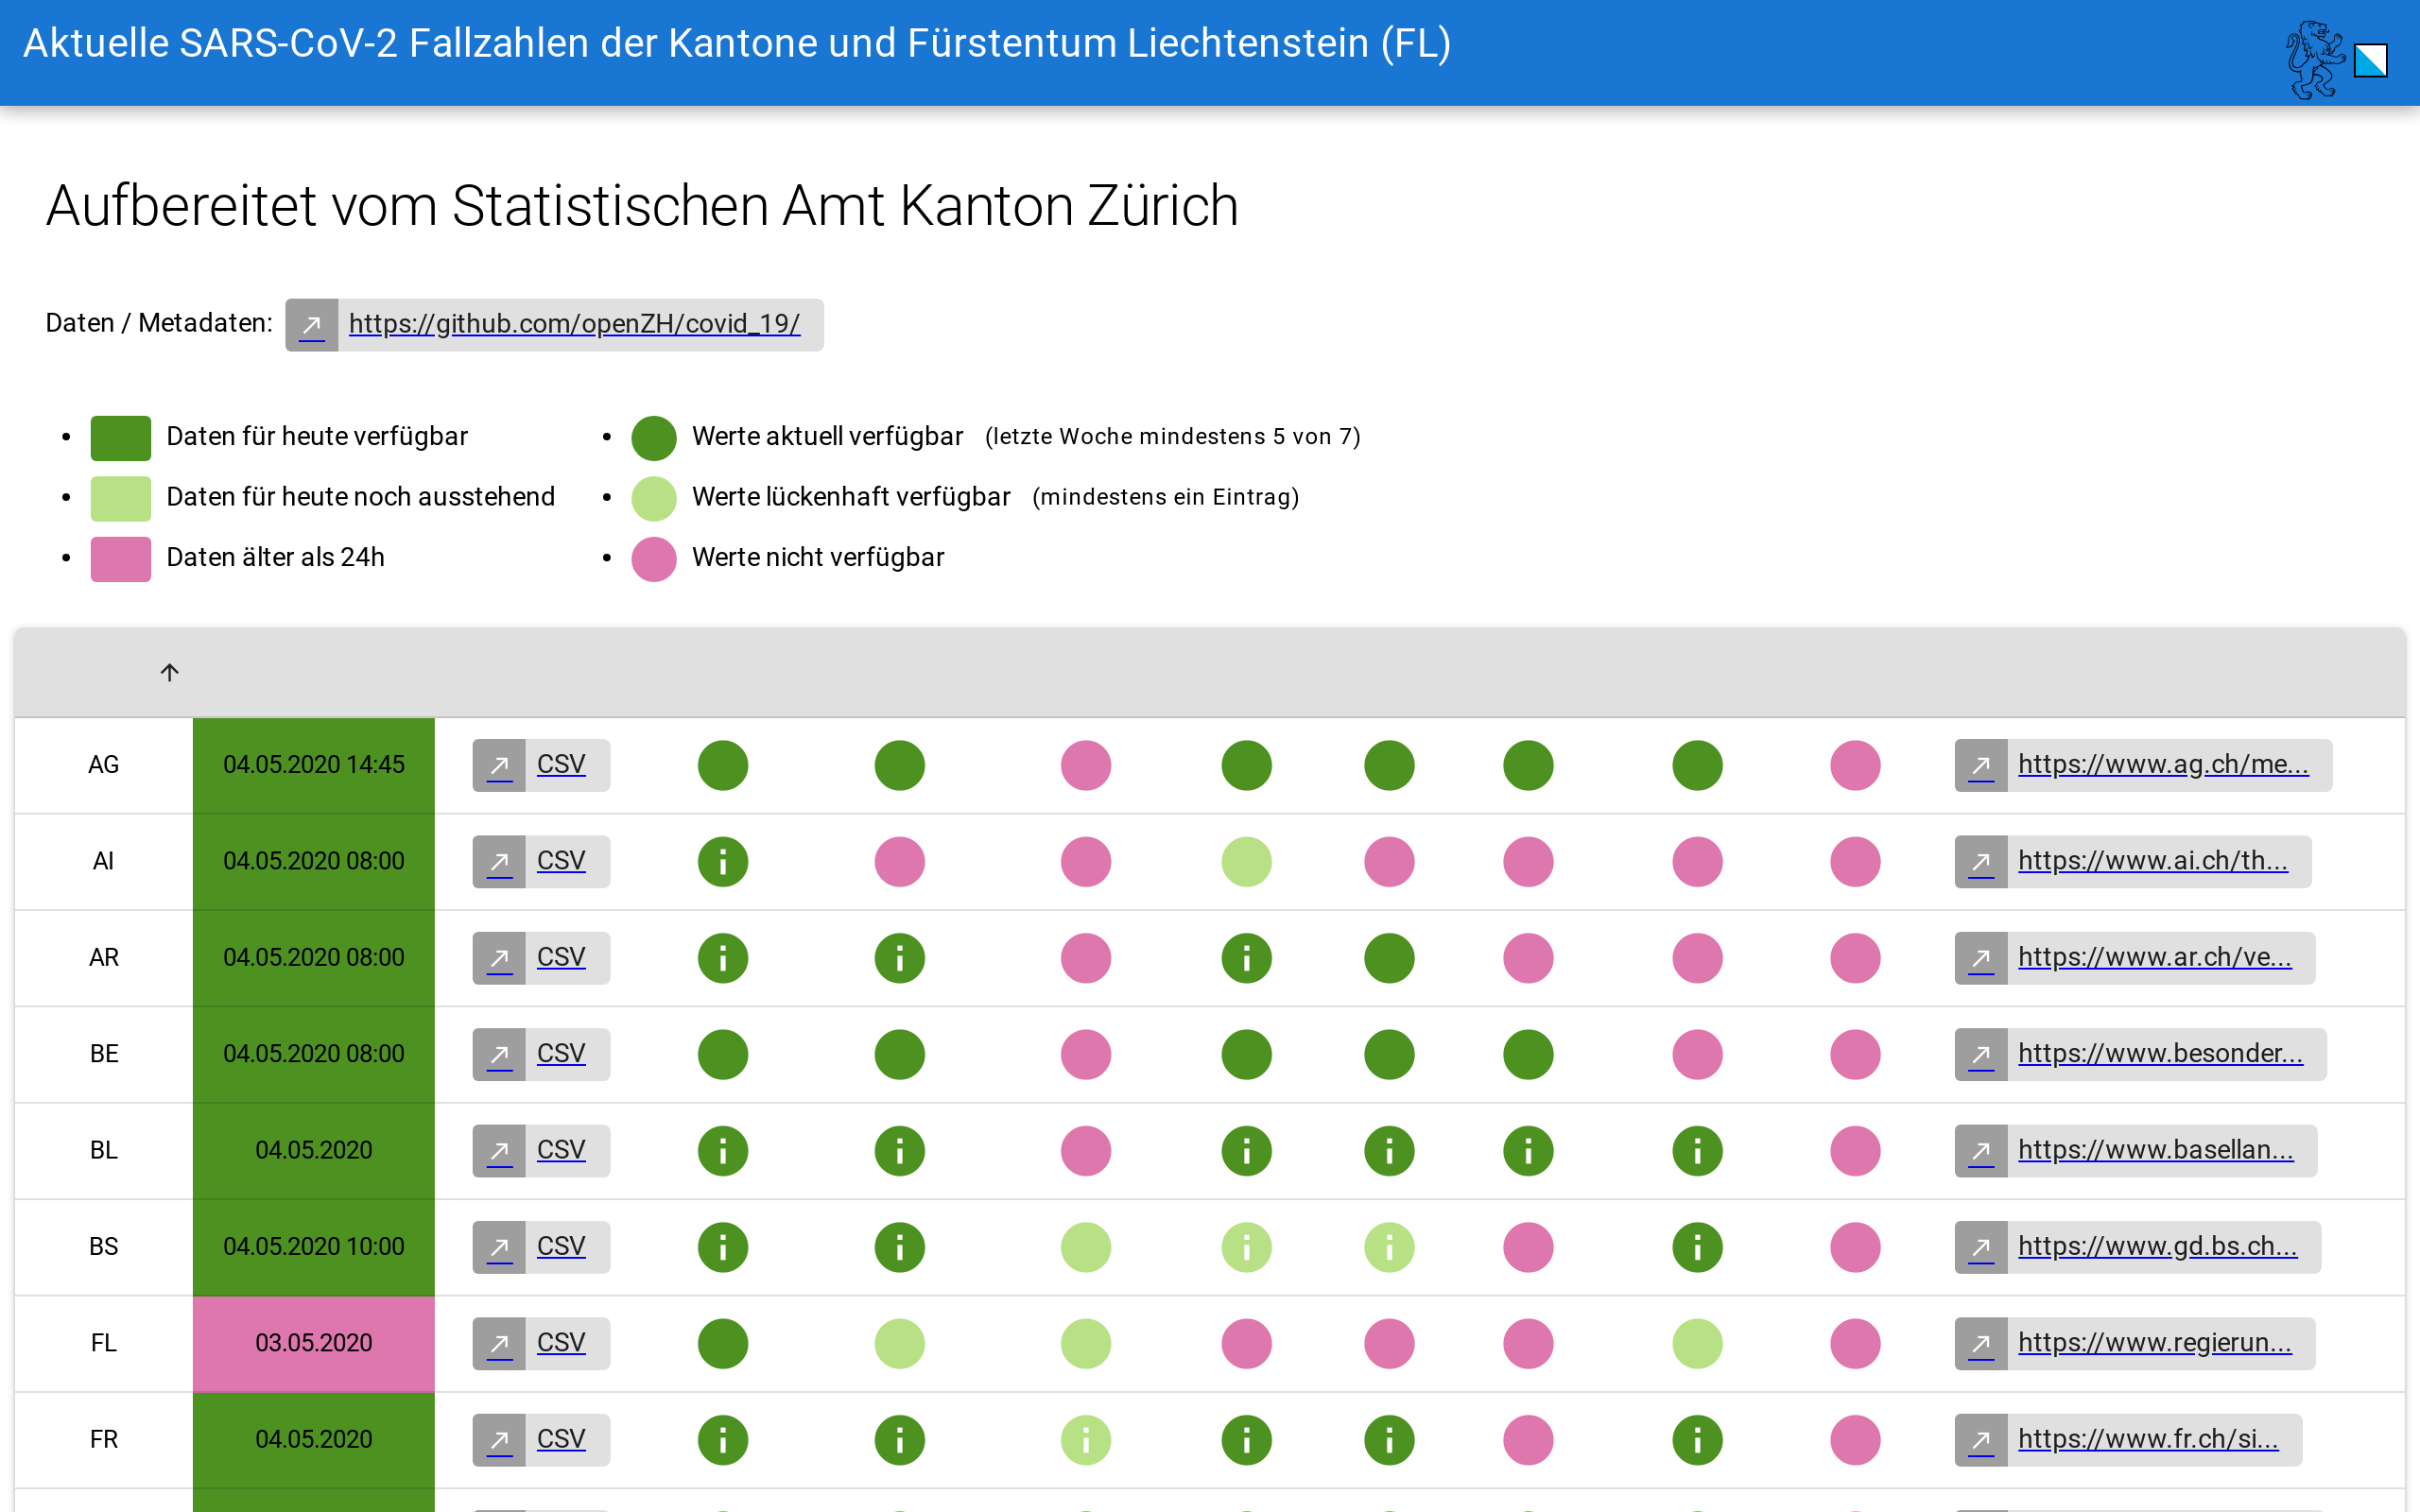 Aktuelle SARS-CoV-2 Fallzahlen der Kantone und Fürstentum Liechtenstein (FL)
Aufbereitet vom Statistischen Amt Kanton Zürich
Daten / Metadaten: https://github.com/openZH/covid_19/
Daten für heute verfügbar
Daten für heute noch ausstehend
Daten älter als 24h
Werte aktuell verfügbar (letzte Woche mindestens 5 von 7)
Werte lückenhaft verfügbar (mindestens ein Eintrag)
Werte nicht verfügbar
AG 04.05.2020 14:45 CSV https://www.ag.ch/me...
AI 04.05.2020 08:00 CSV https://www.ai.ch/th...
AR 04.05.2020 08:00 CSV https://www.ar.ch/ve...
BE 04.05.2020 08:00 CSV https://www.besonder...
BL 04.05.2020 CSV https://www.basellan...
BS 04.05.2020 10:00 CSV https://www.gd.bs.ch...
FL 03.05.2020 CSV https://www.regierun...
FR 04.05.2020 CSV https://www.fr.ch/si...